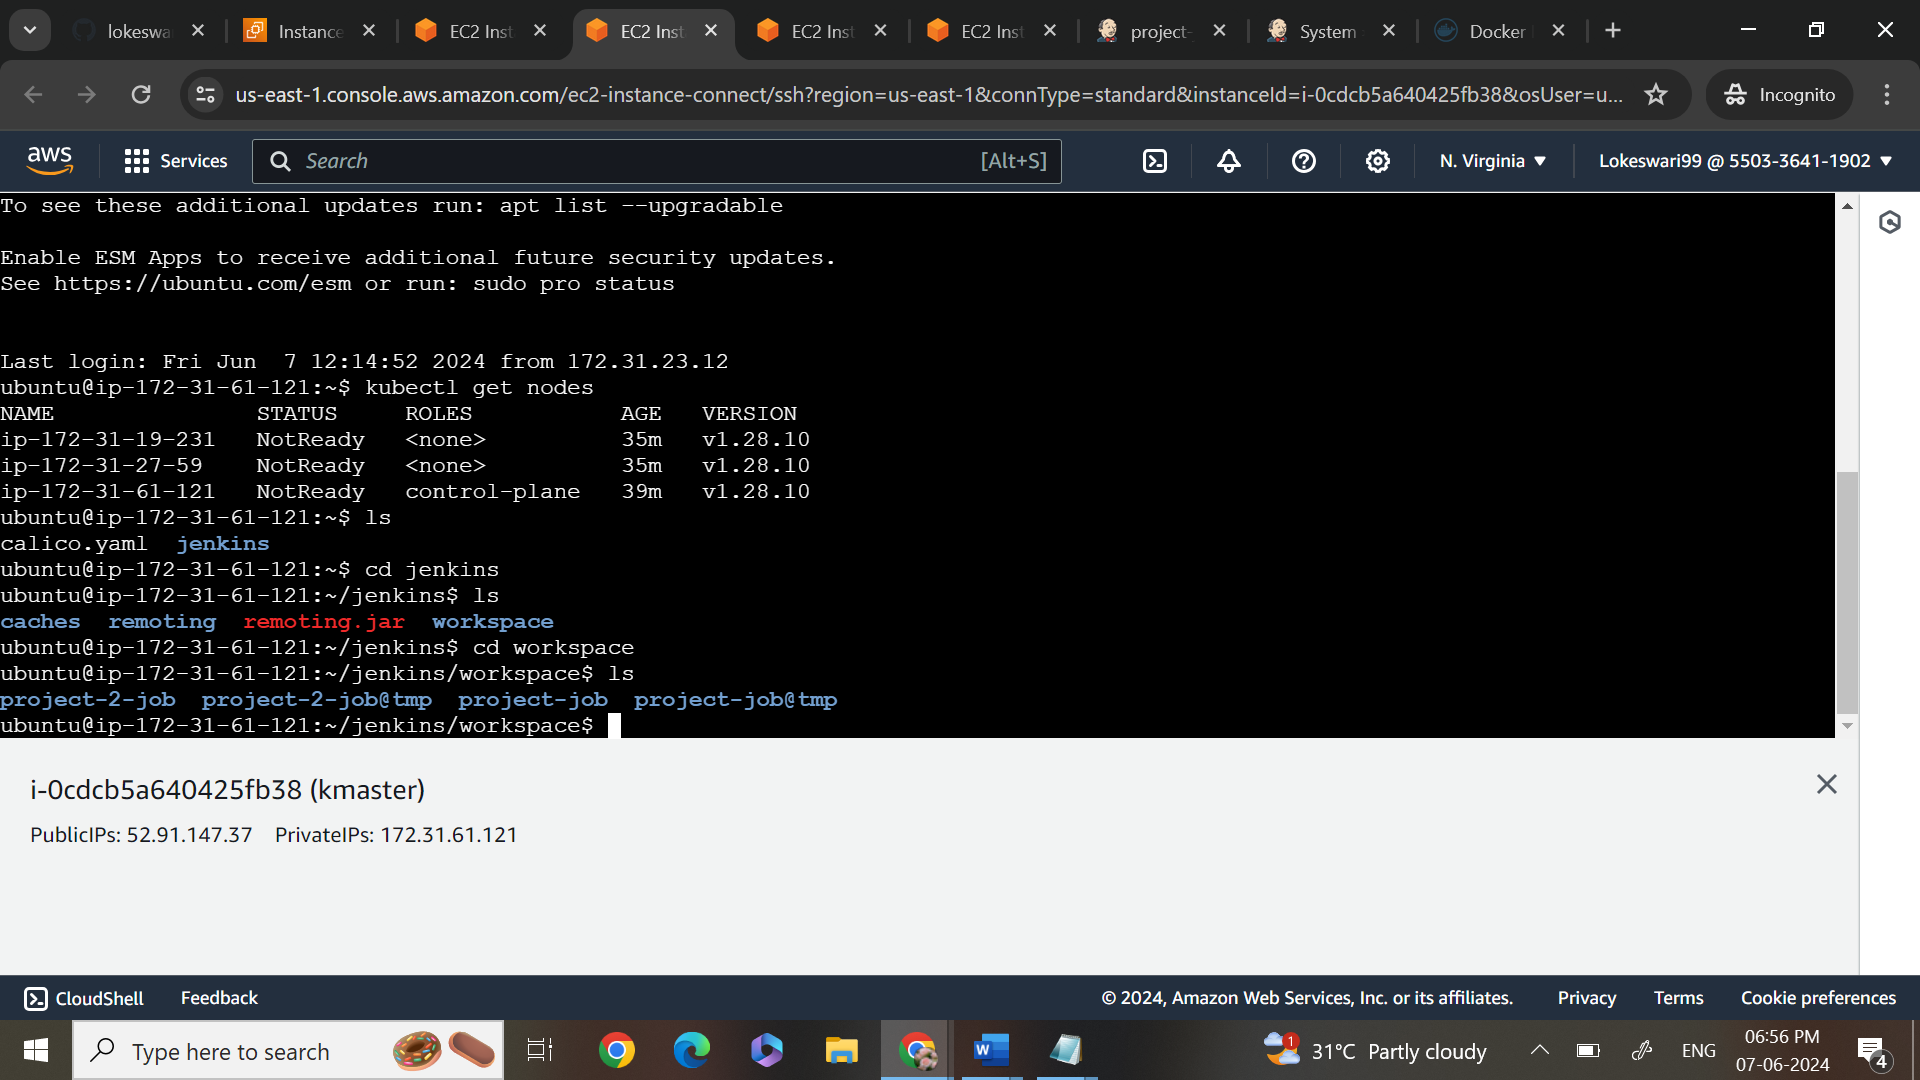 lokeswa
Instance
EC2 Inst
EC2 Inst
EC2 Inst
EC2 Inst
project-
System
Docker
us-east-1.console.aws.amazon.com/ec2-instance-connect/ssh?region=us-east-1&connType=standard&instanceId=i-0cdcb5a640425fb38&osUser=u...
Incognito
aws
Services
Search
[Alt+S]
N. Virginia
Lokeswari99 @ 5503-3641-1902
To see these additional updates run: apt list --upgradable
Enable ESM Apps to receive additional future security updates.
See https://ubuntu.com/esm or run: sudo pro status
Last login: Fri Jun  7 12:14:52 2024 from 172.31.23.12
ubuntu@ip-172-31-61-121:~$ kubectl get nodes
NAME               STATUS     ROLES           AGE   VERSION
ip-172-31-19-231   NotReady   <none>          35m   v1.28.10
ip-172-31-27-59    NotReady   <none>          35m   v1.28.10
ip-172-31-61-121   NotReady   control-plane   39m   v1.28.10
ubuntu@ip-172-31-61-121:~$ ls
calico.yaml  jenkins
ubuntu@ip-172-31-61-121:~$ cd jenkins
ubuntu@ip-172-31-61-121:~/jenkins$ ls
caches  remoting  remoting.jar  workspace
ubuntu@ip-172-31-61-121:~/jenkins$ cd workspace
ubuntu@ip-172-31-61-121:~/jenkins/workspace$ ls
project-2-job  project-2-job@tmp  project-job  project-job@tmp
ubuntu@ip-172-31-61-121:~/jenkins/workspace$
i-0cdcb5a640425fb38 (kmaster)
PublicIPs: 52.91.147.37    PrivateIPs: 172.31.61.121
CloudShell
Feedback
© 2024, Amazon Web Services, Inc. or its affiliates.
Privacy
Terms
Cookie preferences
Type here to search
W
1
31°C Partly cloudy
ENG
06:56 PM
07-06-2024
4